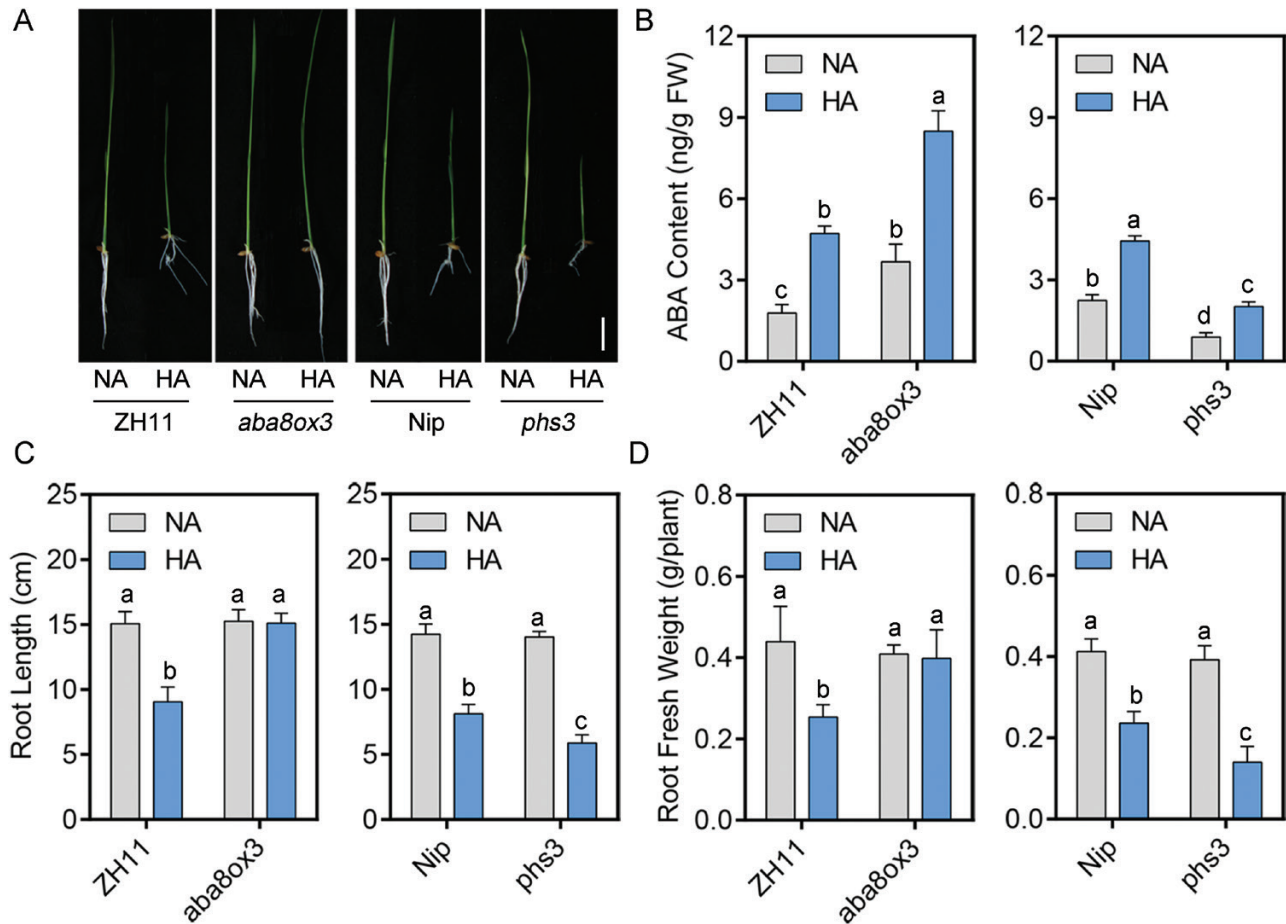 A
NA HA NA HA NA HA NA HA
ZH11 aba8ox3 Nip phs3
B
ABA Content (ng/g FW)
12
9
6
3
0
NA
HA
c
b
b
a
ZH11
aba8ox3
12
9
6
3
0
NA
HA
b
a
d
c
Nip
phs3
C
Root Length (cm)
25
20
15
10
5
0
NA
HA
a
b
a
a
ZH11
aba8ox3
25
20
15
10
5
0
NA
HA
a
b
a
c
Nip
phs3
D
Root Fresh Weight (g/plant)
0.8
0.6
0.4
0.2
0.0
NA
HA
a
b
a
a
ZH11
aba8ox3
0.8
0.6
0.4
0.2
0.0
NA
HA
a
b
a
c
Nip
phs3